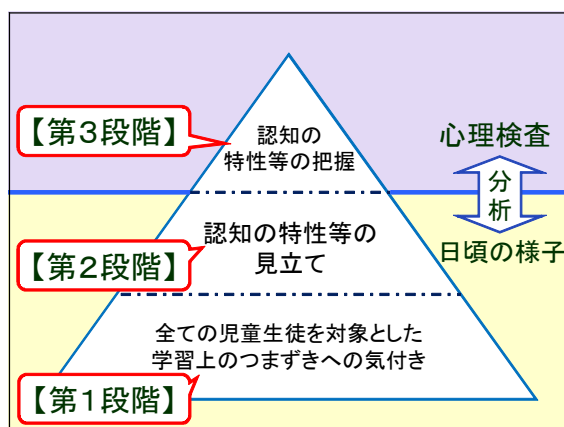 【第３段階】
認知の
特性等の把握
心理検査
分
析
日頃の様子
【第２段階】
認知の特性等の
見立て
全ての児童生徒を対象とした
学習上のつまずきへの気付き
【第１段階】